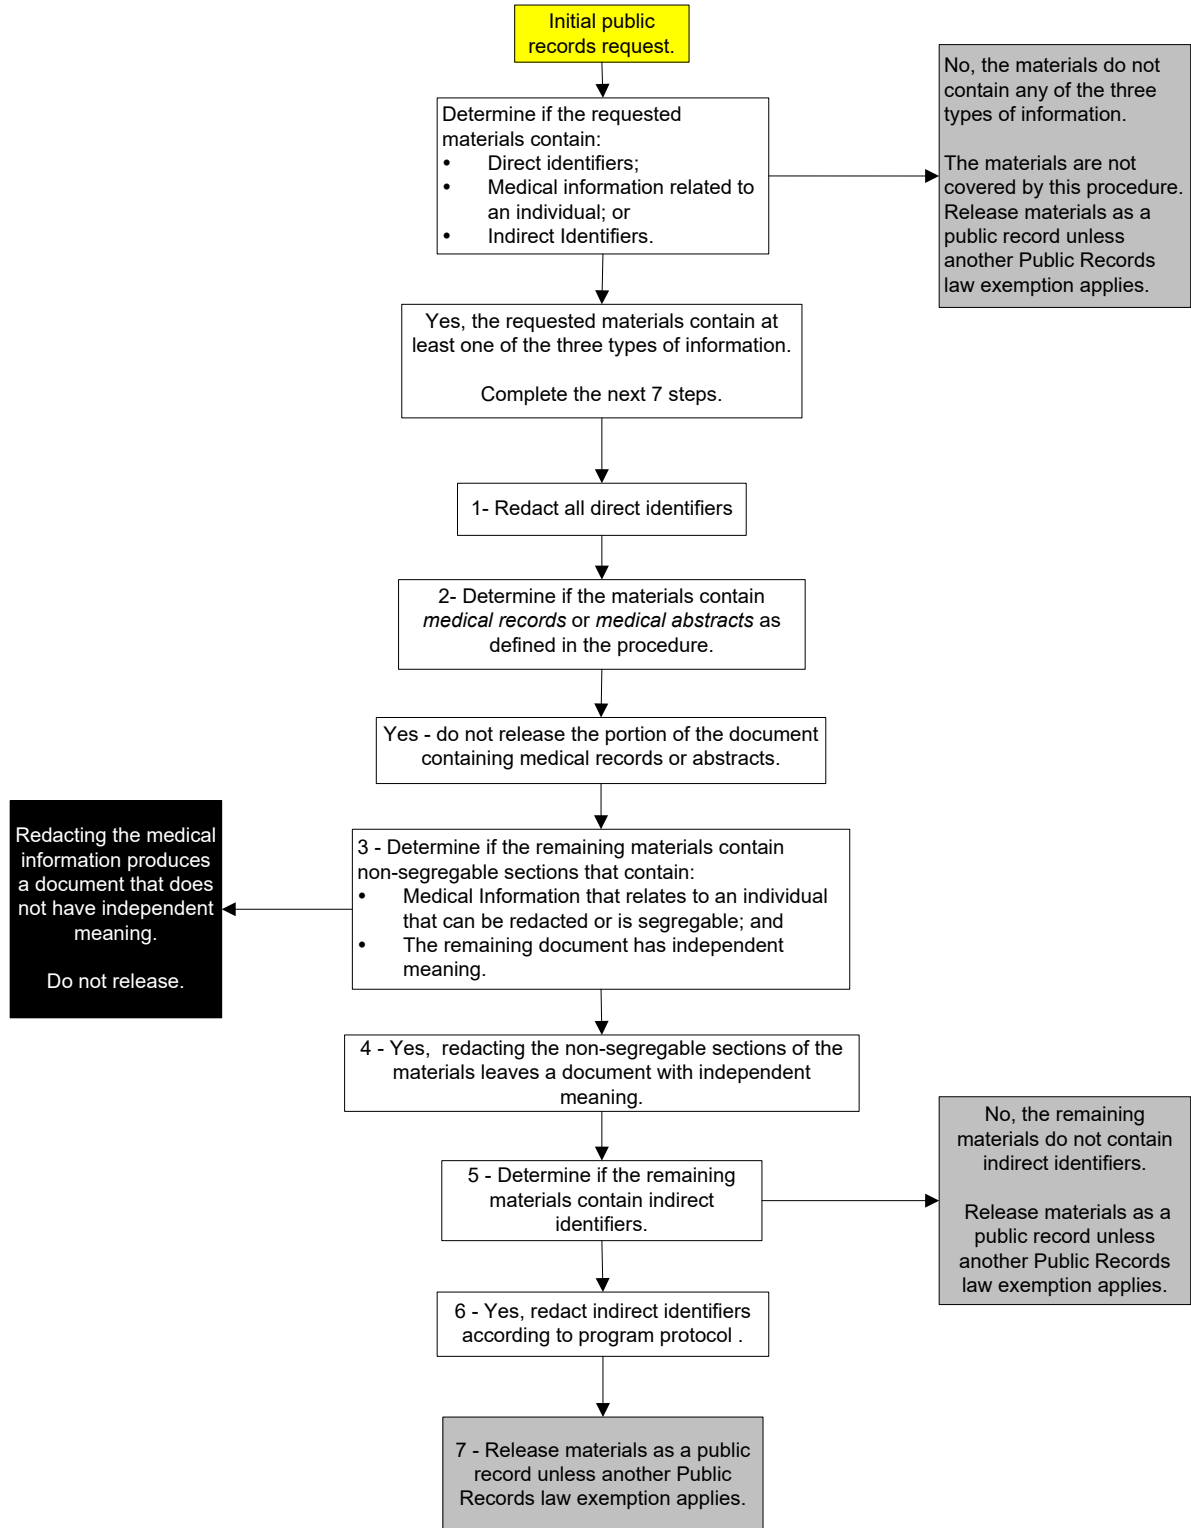 Initial public
records request.
Determine if the requested
materials contain:
• Direct identifiers;
• Medical information related to
an individual; or
• Indirect Identifiers.
No, the materials do not
contain any of the three
types of information.
The materials are not
covered by this procedure.
Release materials as a
public record unless
another Public Records
law exemption applies.
Yes, the requested materials contain at
least one of the three types of information.
Complete the next 7 steps.
1- Redact all direct identifiers
2- Determine if the materials contain
medical records or medical abstracts as
defined in the procedure.
Yes - do not release the portion of the document
containing medical records or abstracts.
Redacting the medical
information produces
a document that does
not have independent
meaning.
Do not release.
3 - Determine if the remaining materials contain
non-segregable sections that contain:
• Medical Information that relates to an individual
that can be redacted or is segregable; and
• The remaining document has independent
meaning.
4 - Yes, redacting the non-segregable sections of the
materials leaves a document with independent
meaning.
5 - Determine if the remaining
materials contain indirect
identifiers.
No, the remaining
materials do not contain
indirect identifiers.
Release materials as a
public record unless
another Public Records
law exemption applies.
6 - Yes, redact indirect identifiers
according to program protocol .
7 - Release materials as a public
record unless another Public
Records law exemption applies.